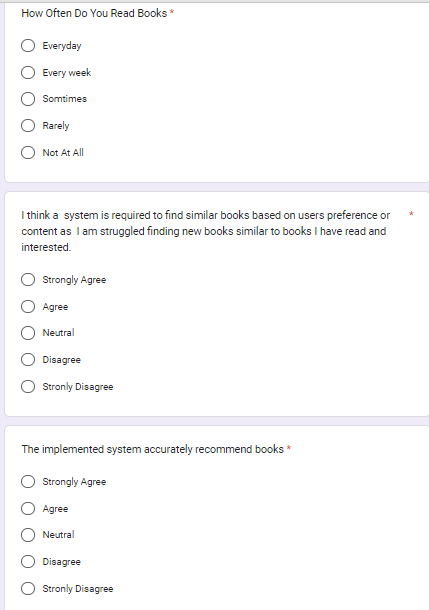 How Often Do You Read Books *
Everyday
Every week
Somtimes
Rarely
Not At All
I think a system is required to find similar books based on users preference or *
content as I am struggled finding new books similar to books I have read and
interested.
Strongly Agree
Agree
Neutral
Disagree
Stronly Disagree
The implemented system accurately recommend books *
Strongly Agree
Agree
Neutral
Disagree
Stronly Disagree